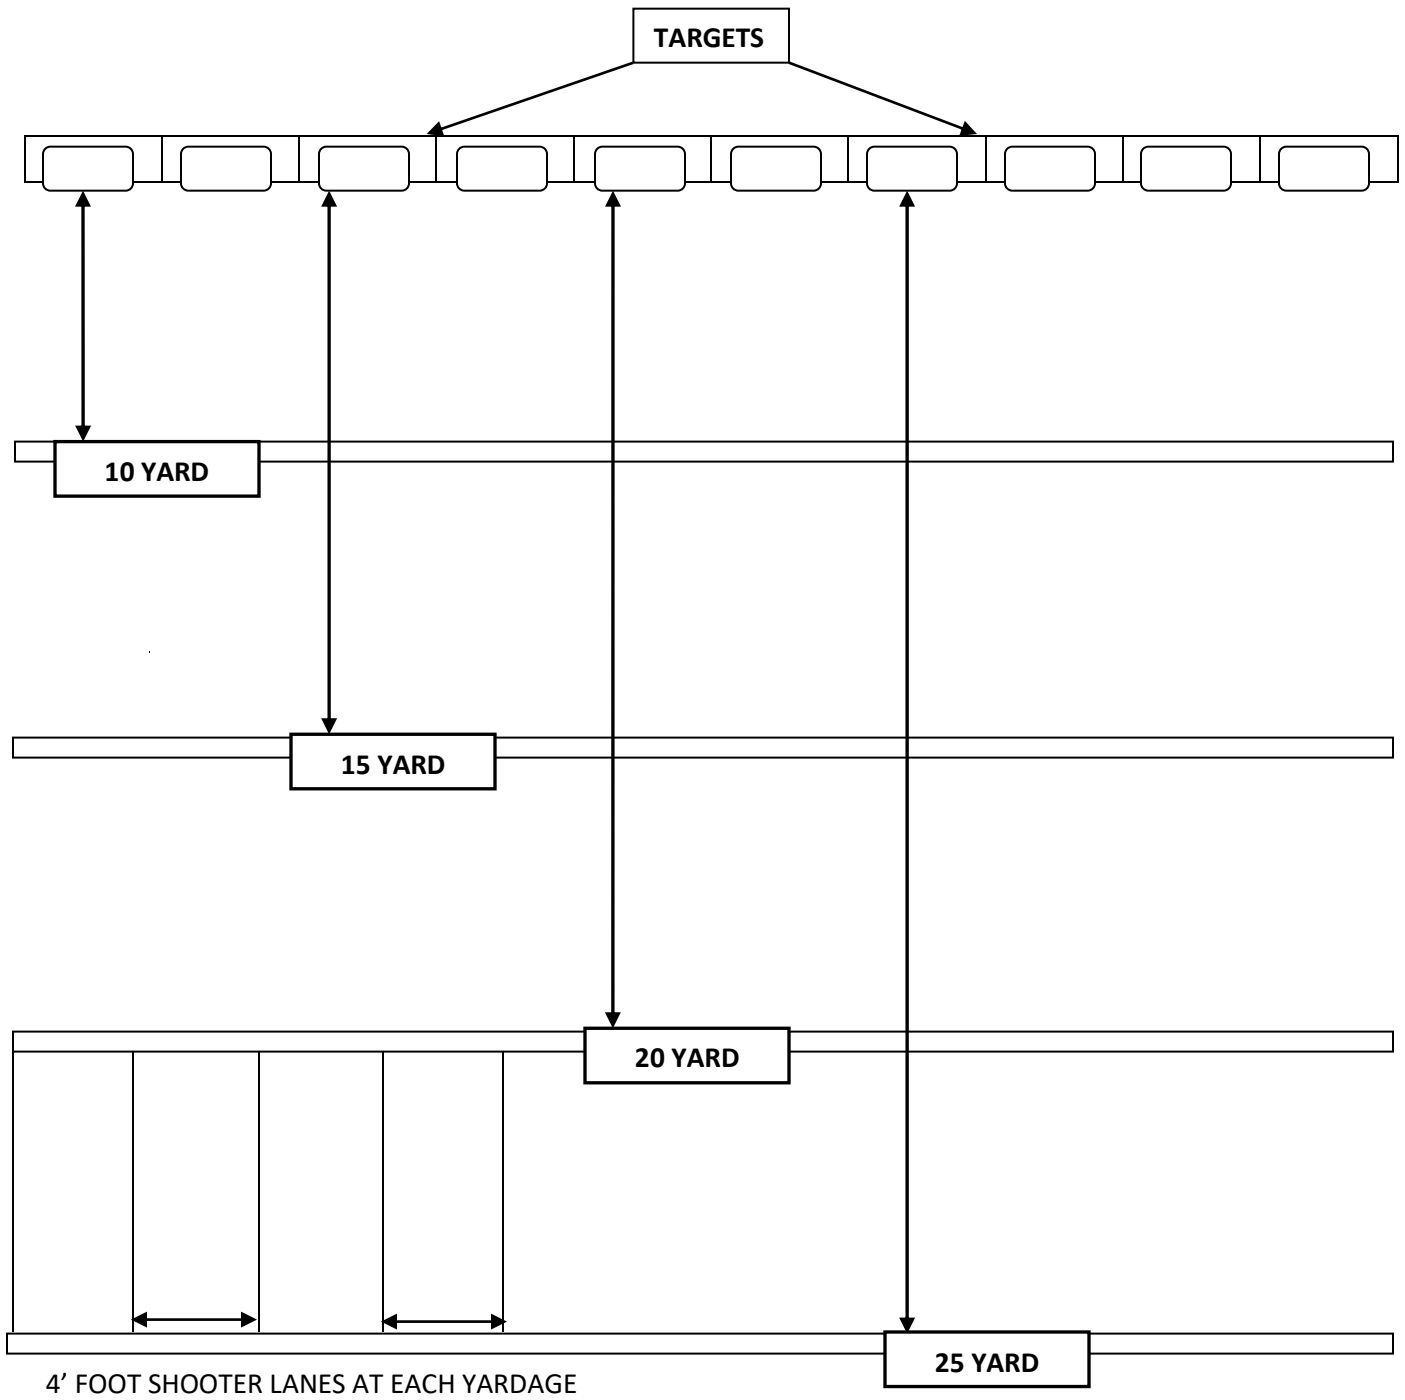 TARGETS
10 YARD
15 YARD
20 YARD
25 YARD
4’ FOOT SHOOTER LANES AT EACH YARDAGE